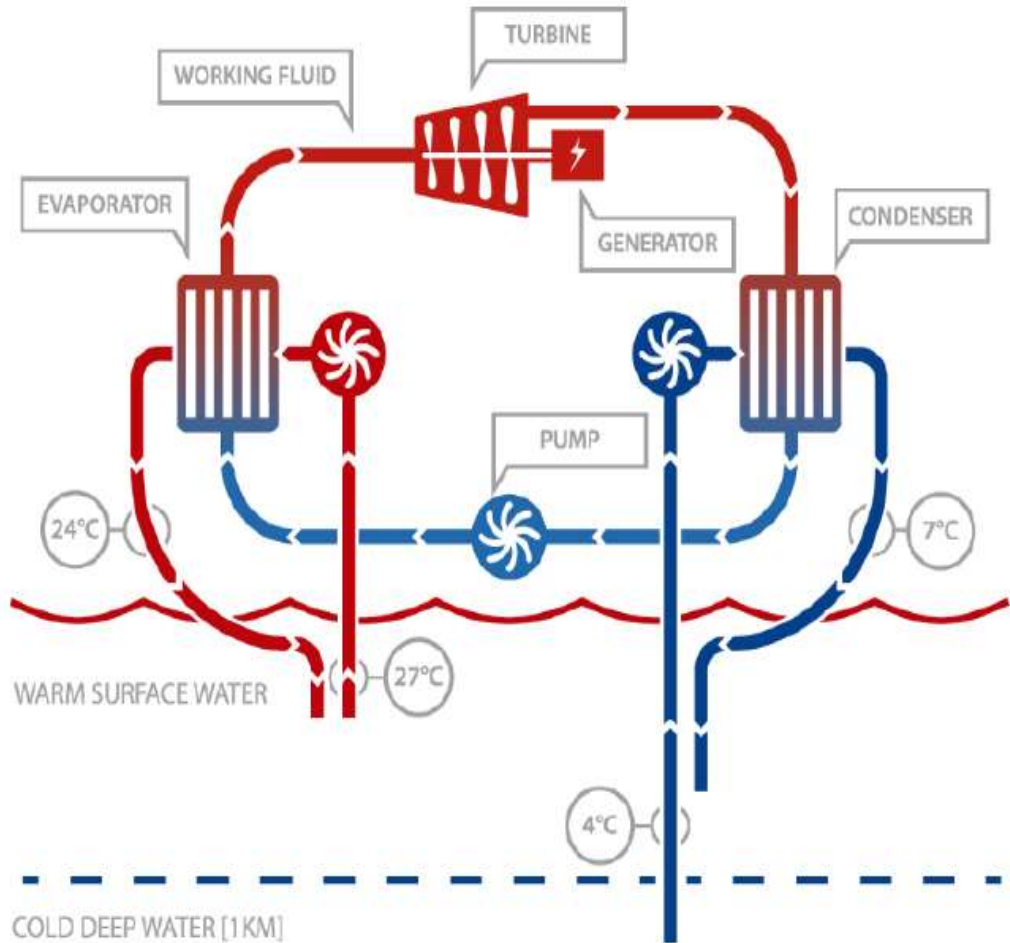 TURBINE
WORKING FLUID
EVAPORATOR
GENERATOR
CONDENSER
PUMP
24°C
7°C
27°C
WARM SURFACE WATER
4°C
COLD DEEP WATER [1KM]